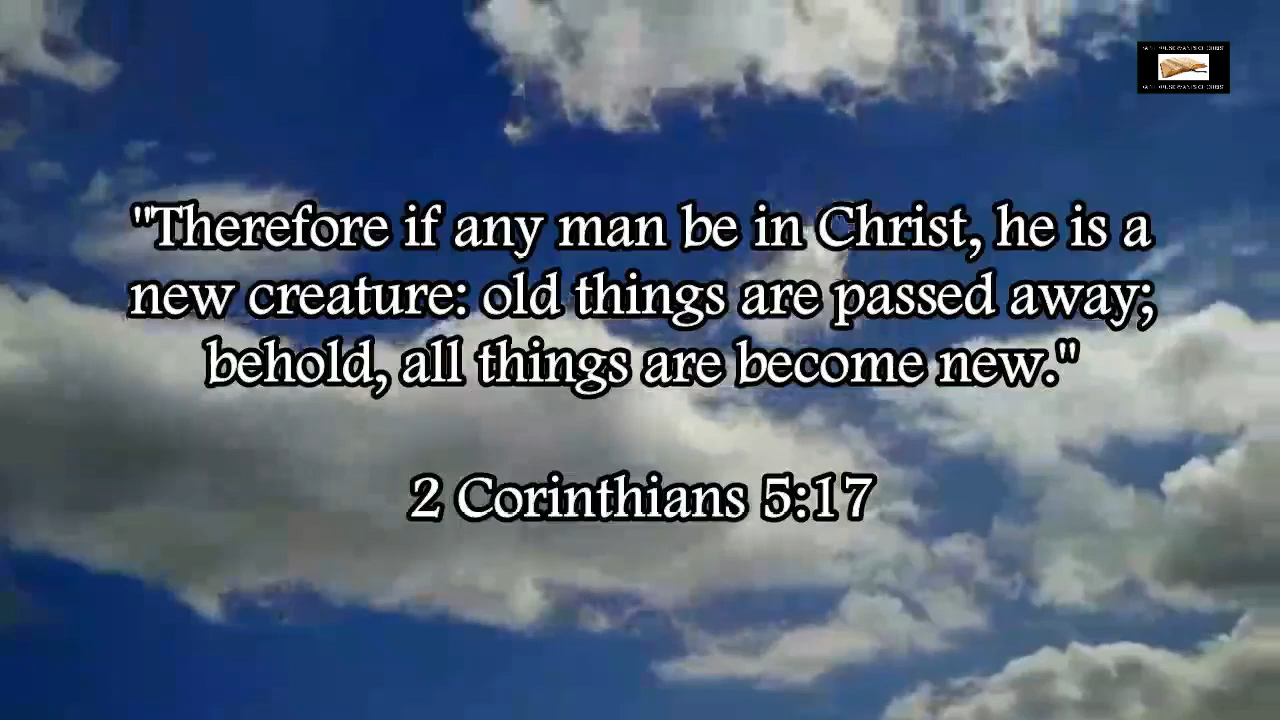 "Therefore if any man be in Christ, he is a
new creature: old things are passed away;
behold, all things are become new."
2 Corinthians 5:17